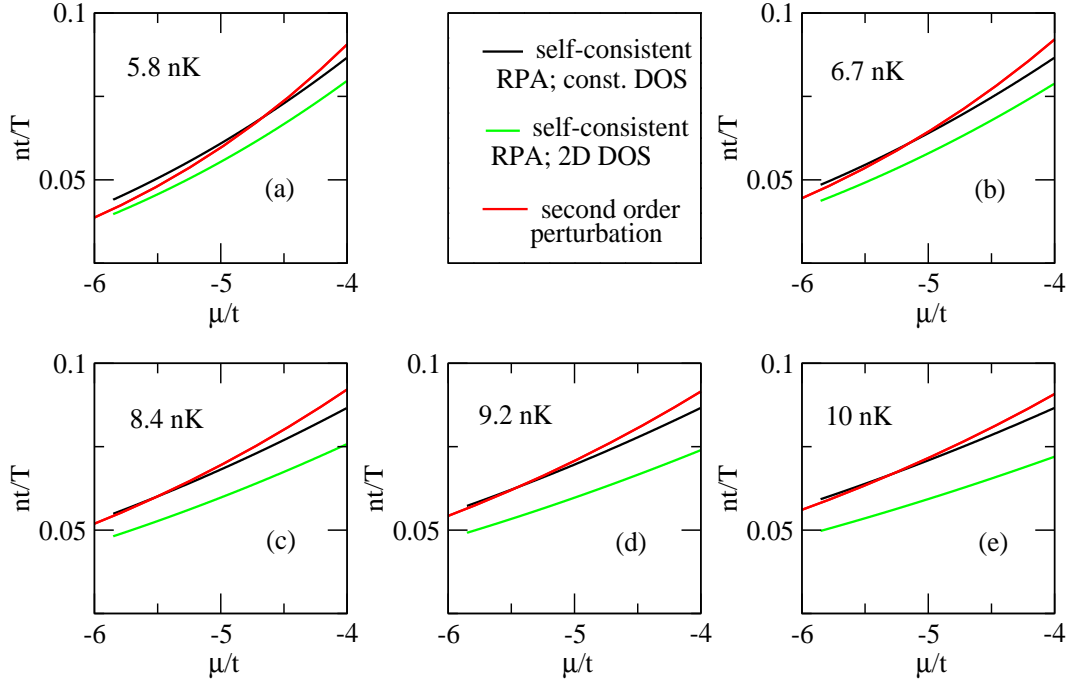 0.1
5.8 nK
nt/T
0.05
(a)
-6
-5
-4
μ/t
self-consistent
RPA; const. DOS
self-consistent
RPA; 2D DOS
second order
perturbation
0.1
6.7 nK
nt/T
0.05
(b)
-6
-5
-4
μ/t
0.1
8.4 nK
nt/T
0.05
(c)
-6
-5
-4
μ/t
0.1
9.2 nK
nt/T
0.05
(d)
-6
-5
-4
μ/t
0.1
10 nK
nt/T
0.05
(e)
-6
-5
-4
μ/t